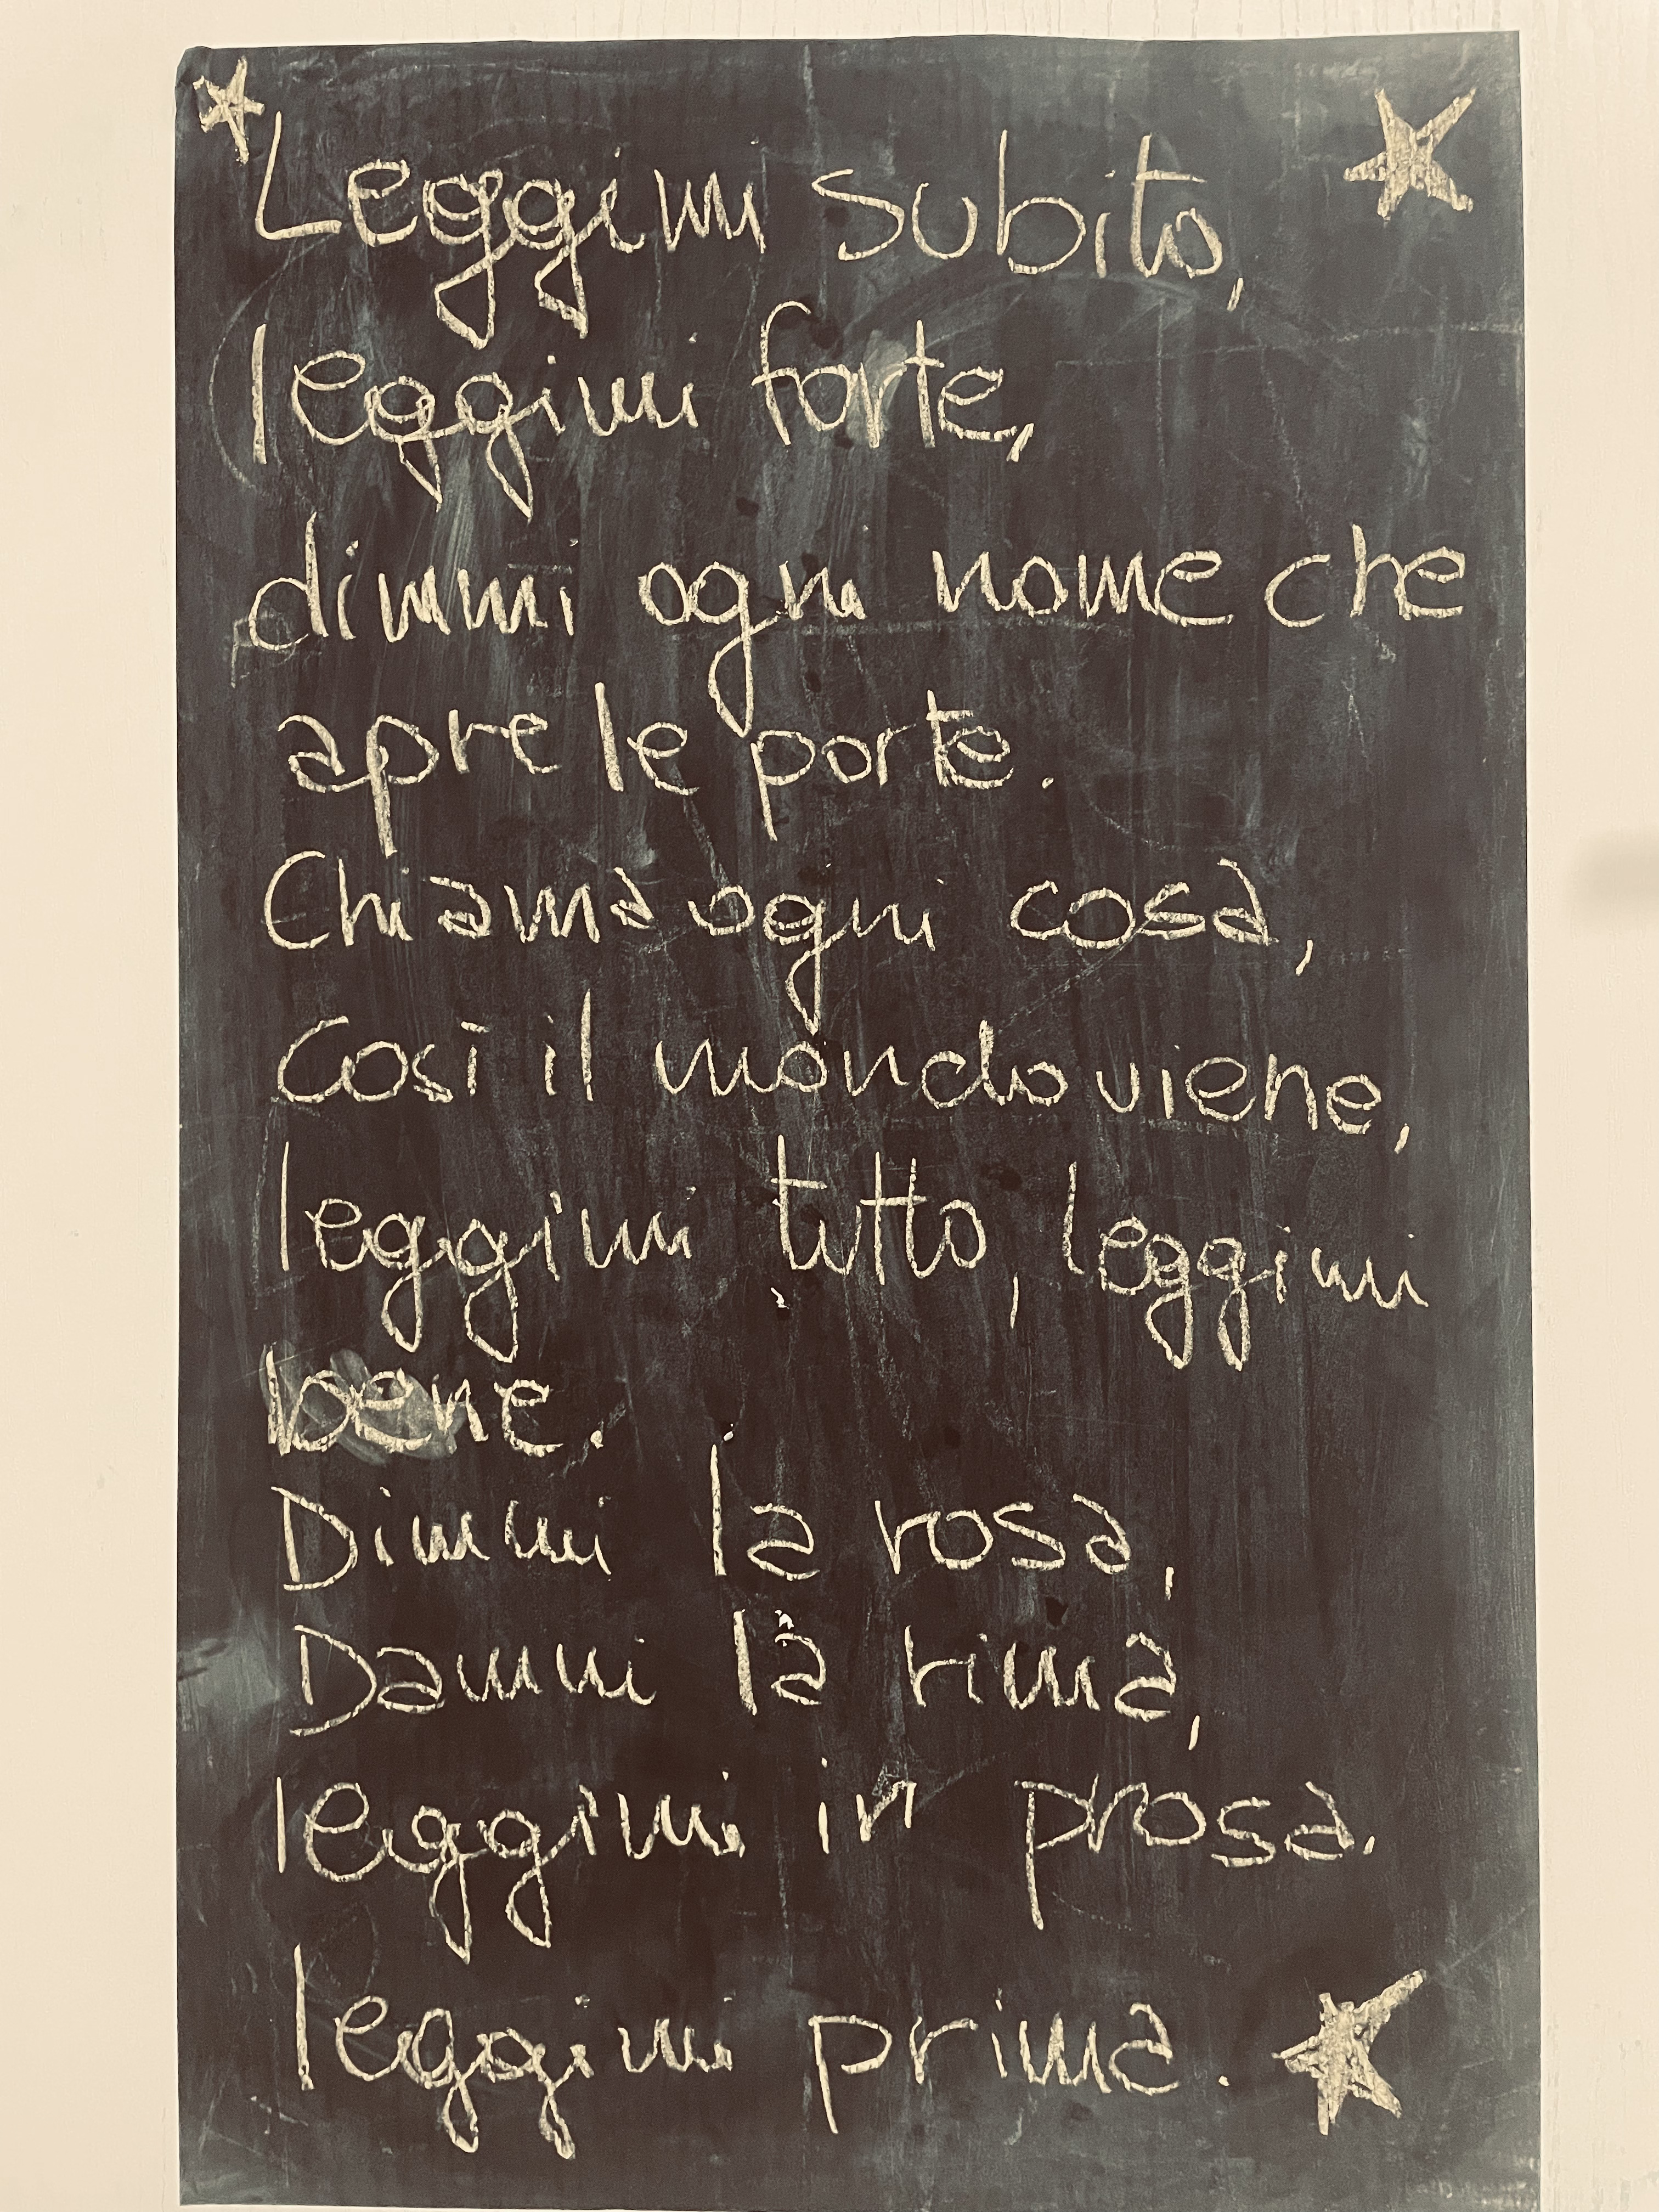 Leggimi subito,
leggimi forte,
dimmi ogni nome che
apre le porte.
Chiama ogni cosa,
così il mondo viene,
leggimi tutto, leggimi
bene.
Dimmi la rosa,
Dammi la rima,
leggimi in prosa.
leggimi prima.